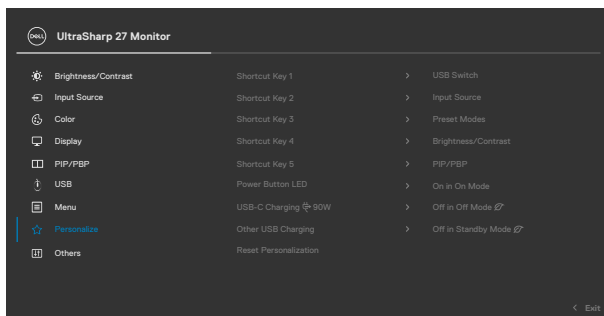 DELL UltraSharp 27 Monitor
Brightness/Contrast Shortcut Key 1 > USB Switch
Input Source Shortcut Key 2 > Input Source
Color Shortcut Key 3 > Preset Modes
Display Shortcut Key 4 > Brightness/Contrast
PIP/PBP Shortcut Key 5 > PIP/PBP
USB Power Button LED > On in On Mode
Menu USB-C Charging 90W > Off in Off Mode
Personalize Other USB Charging > Off in Standby Mode
Others Reset Personalization
< Exit